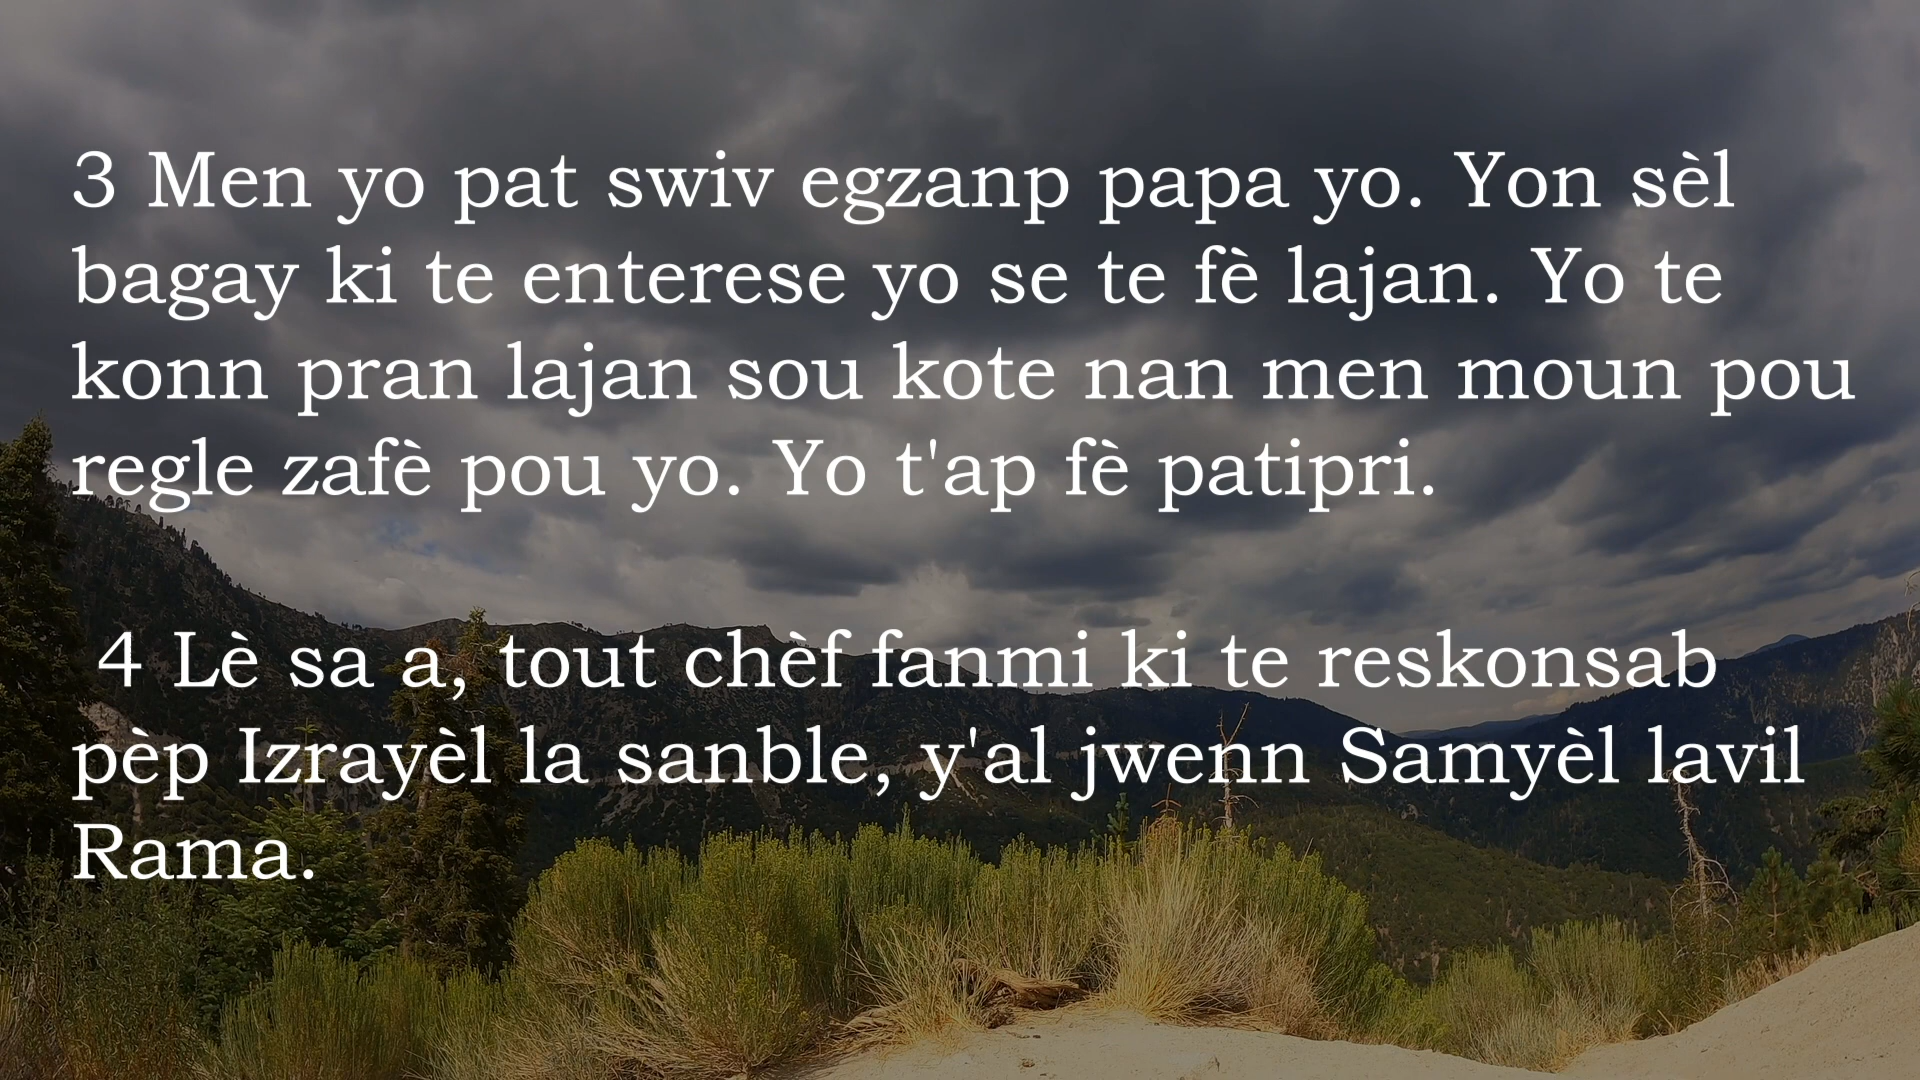 3 Men yo pat swiv egzanp papa yo. Yon sèl
bagay ki te enterese yo se te fè lajan. Yo te
konn pran lajan sou kote nan men moun pou
regle zafè pou yo. Yo t'ap fè patipri.
4 Lè sa a, tout chèf fanmi ki te reskonsab
pèp Izrayèl la sanble, y'al jwenn Samyèl lavil
Rama.